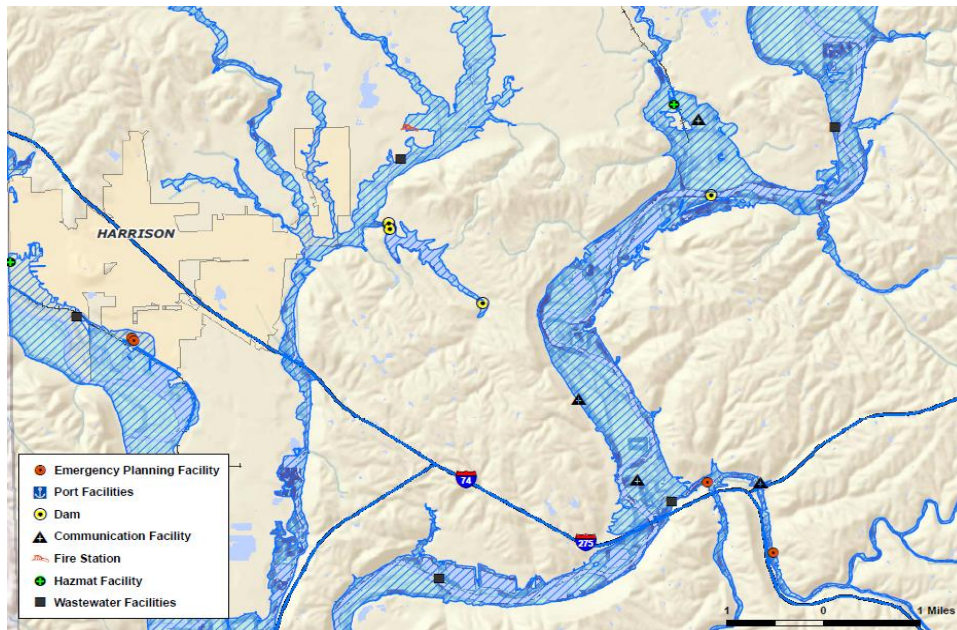 HARRISON
74
275
Emergency Planning Facility
Port Facilities
Dam
Communication Facility
Fire Station
Hazmat Facility
Wastewater Facilities
1 0 1 Miles